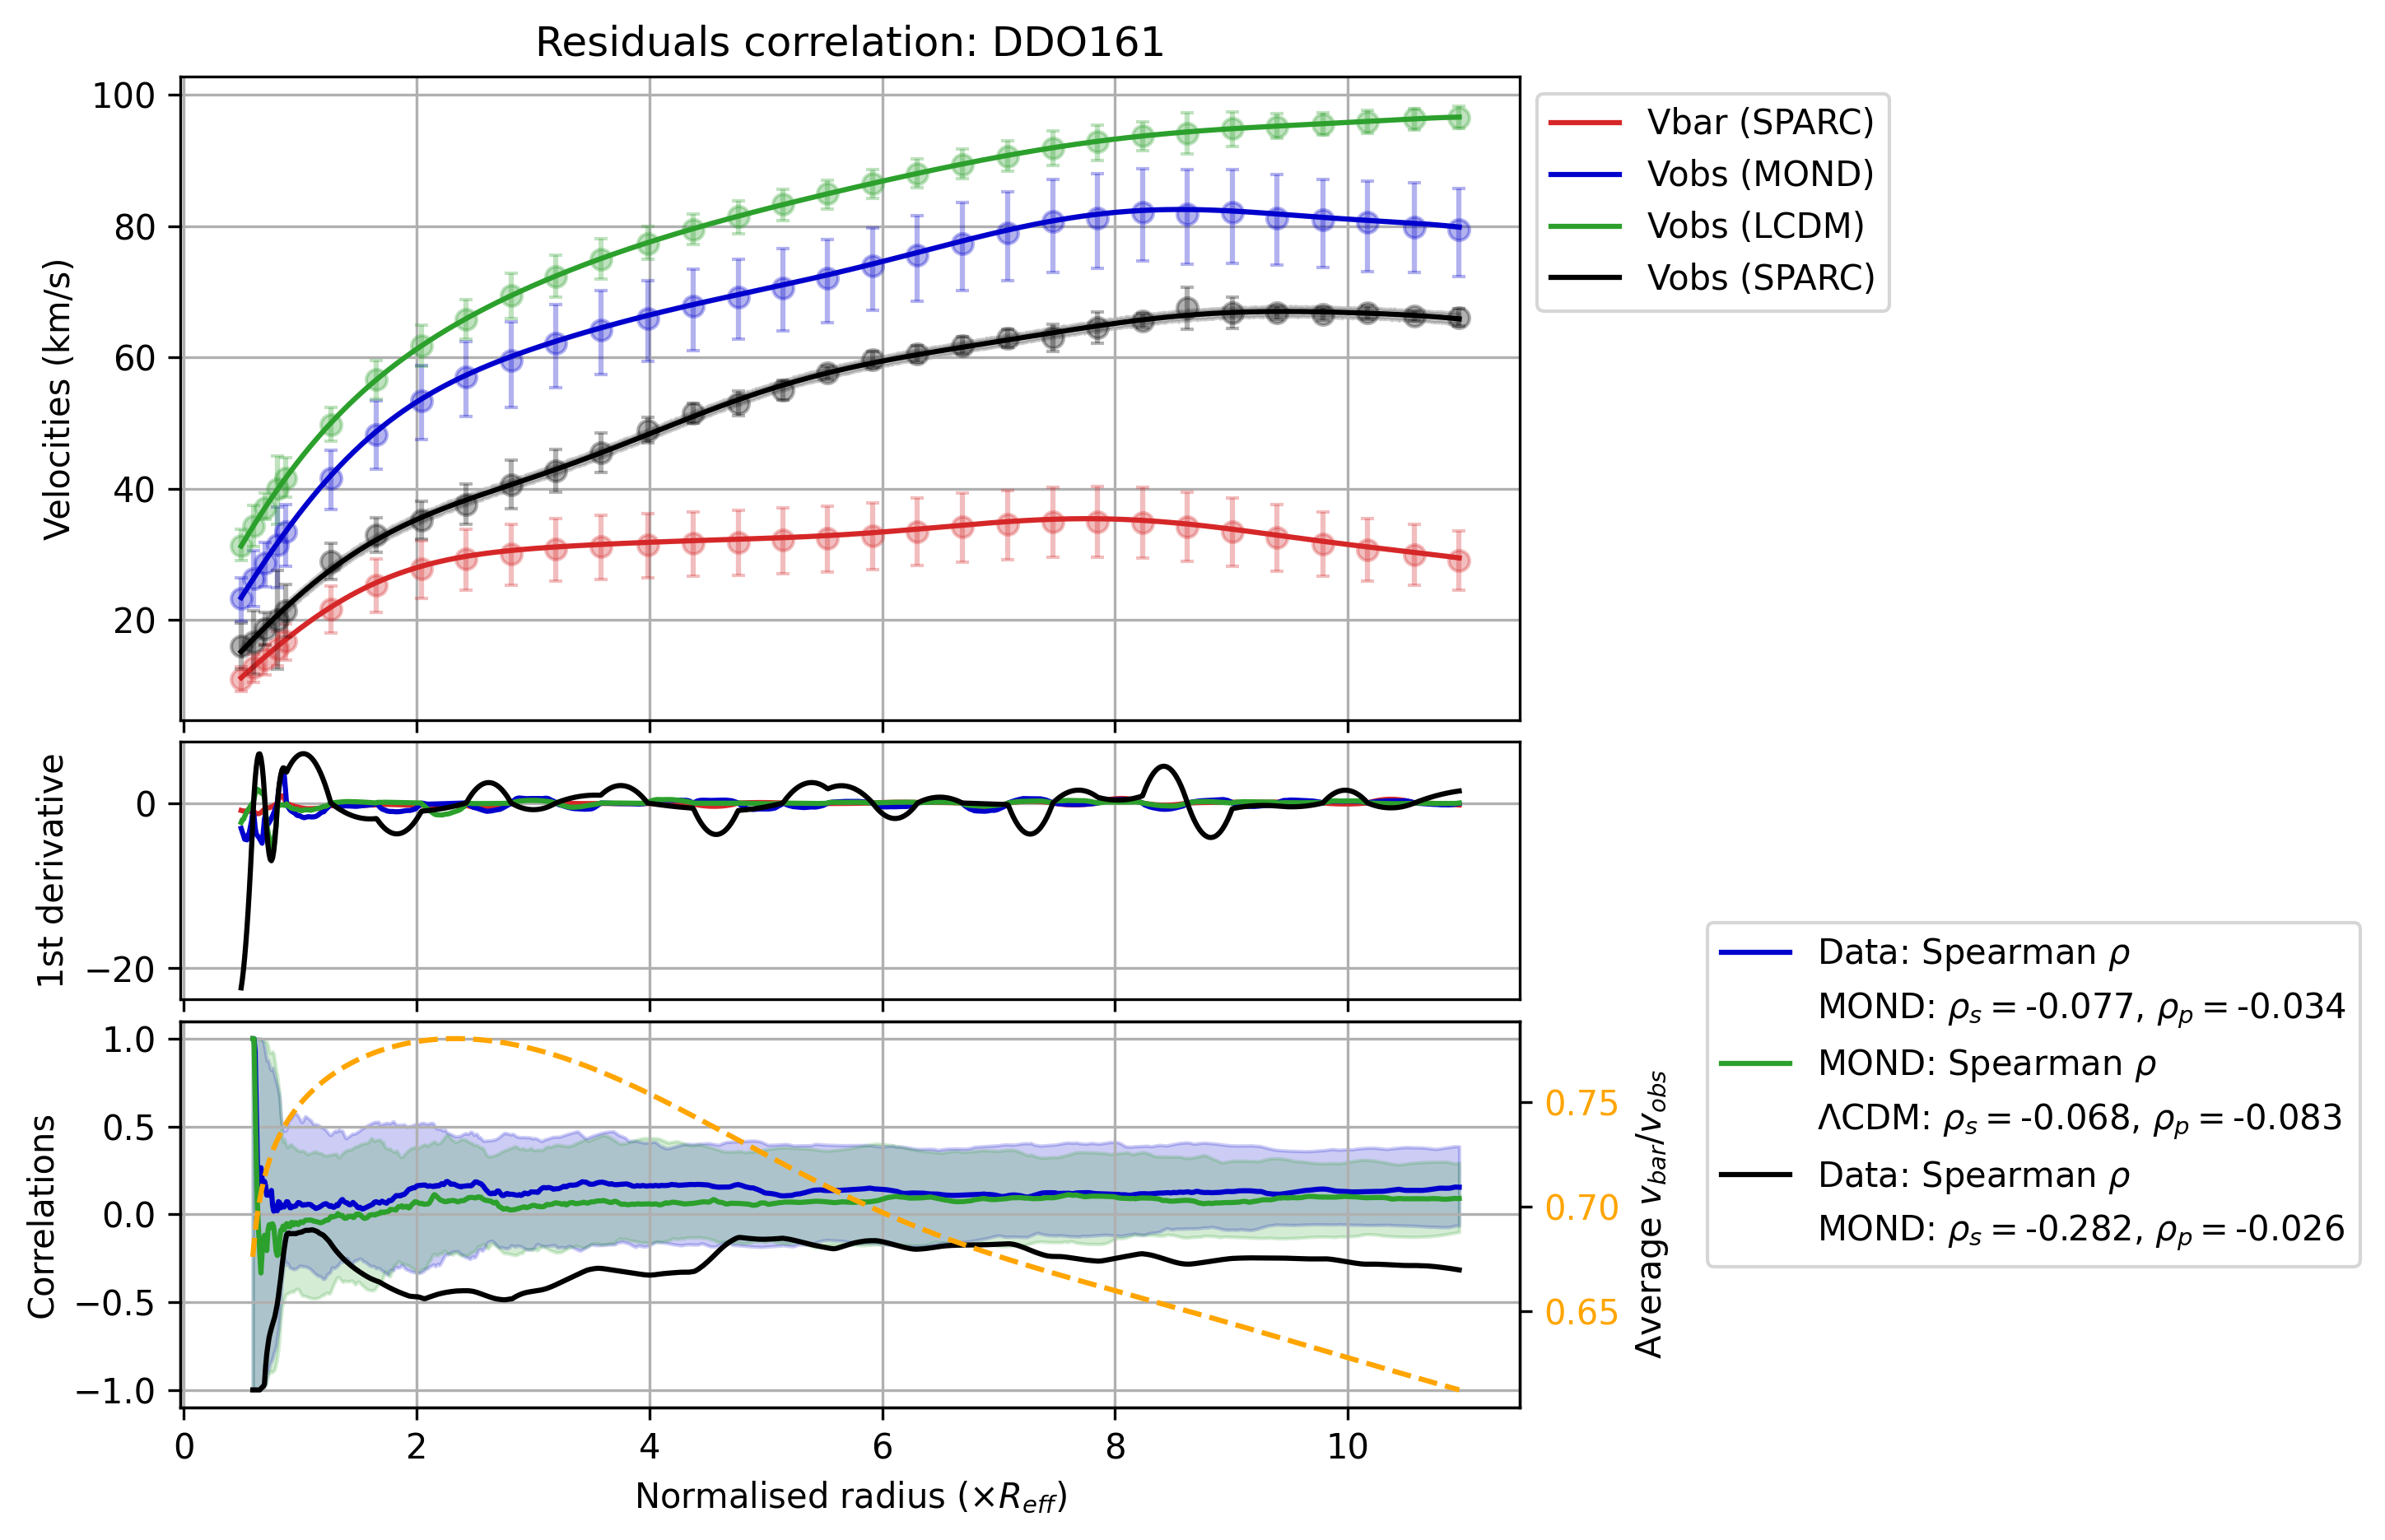 Residuals correlation: DDO161
Velocities (km/s)
100
80
60
40
20
Vbar (SPARC)
Vobs (MOND)
Vobs (LCDM)
Vobs (SPARC)
1st derivative
0
−20
Correlations
1.0
0.5
0.0
−0.5
−1.0
0.75
0.70
0.65
Average v_bar/v_obs
Data: Spearman ρ
MOND: ρ_s = -0.077, ρ_p = -0.034
MOND: Spearman ρ
ΛCDM: ρ_s = -0.068, ρ_p = -0.083
Data: Spearman ρ
MOND: ρ_s = -0.282, ρ_p = -0.026
0 2 4 6 8 10
Normalised radius (×R_eff)